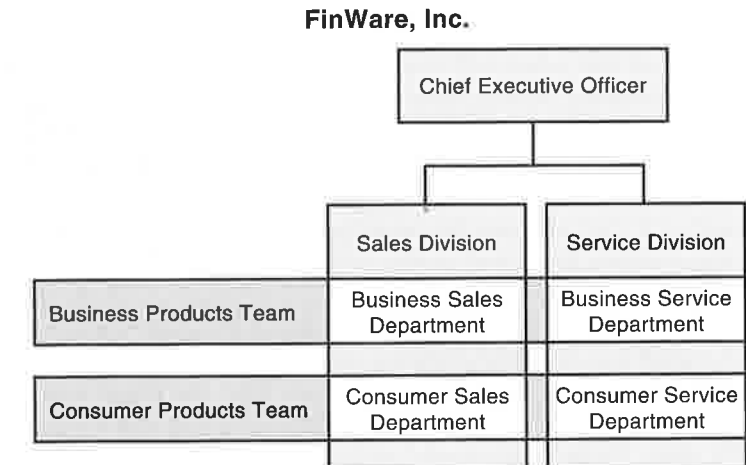 FinWare, Inc.
Chief Executive Officer
Sales Division
Service Division
Business Products Team
Business Sales
Department
Business Service
Department
Consumer Products Team
Consumer Sales
Department
Consumer Service
Department